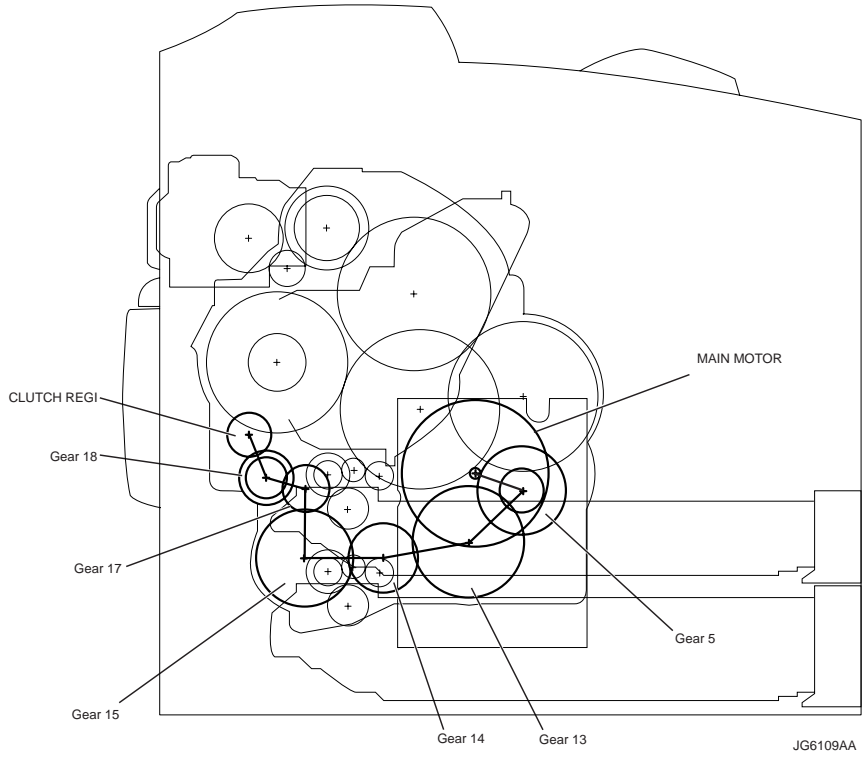 MAIN MOTOR
CLUTCH REGI
Gear 18
Gear 17
Gear 5
Gear 15
Gear 14
Gear 13
JG6109AA